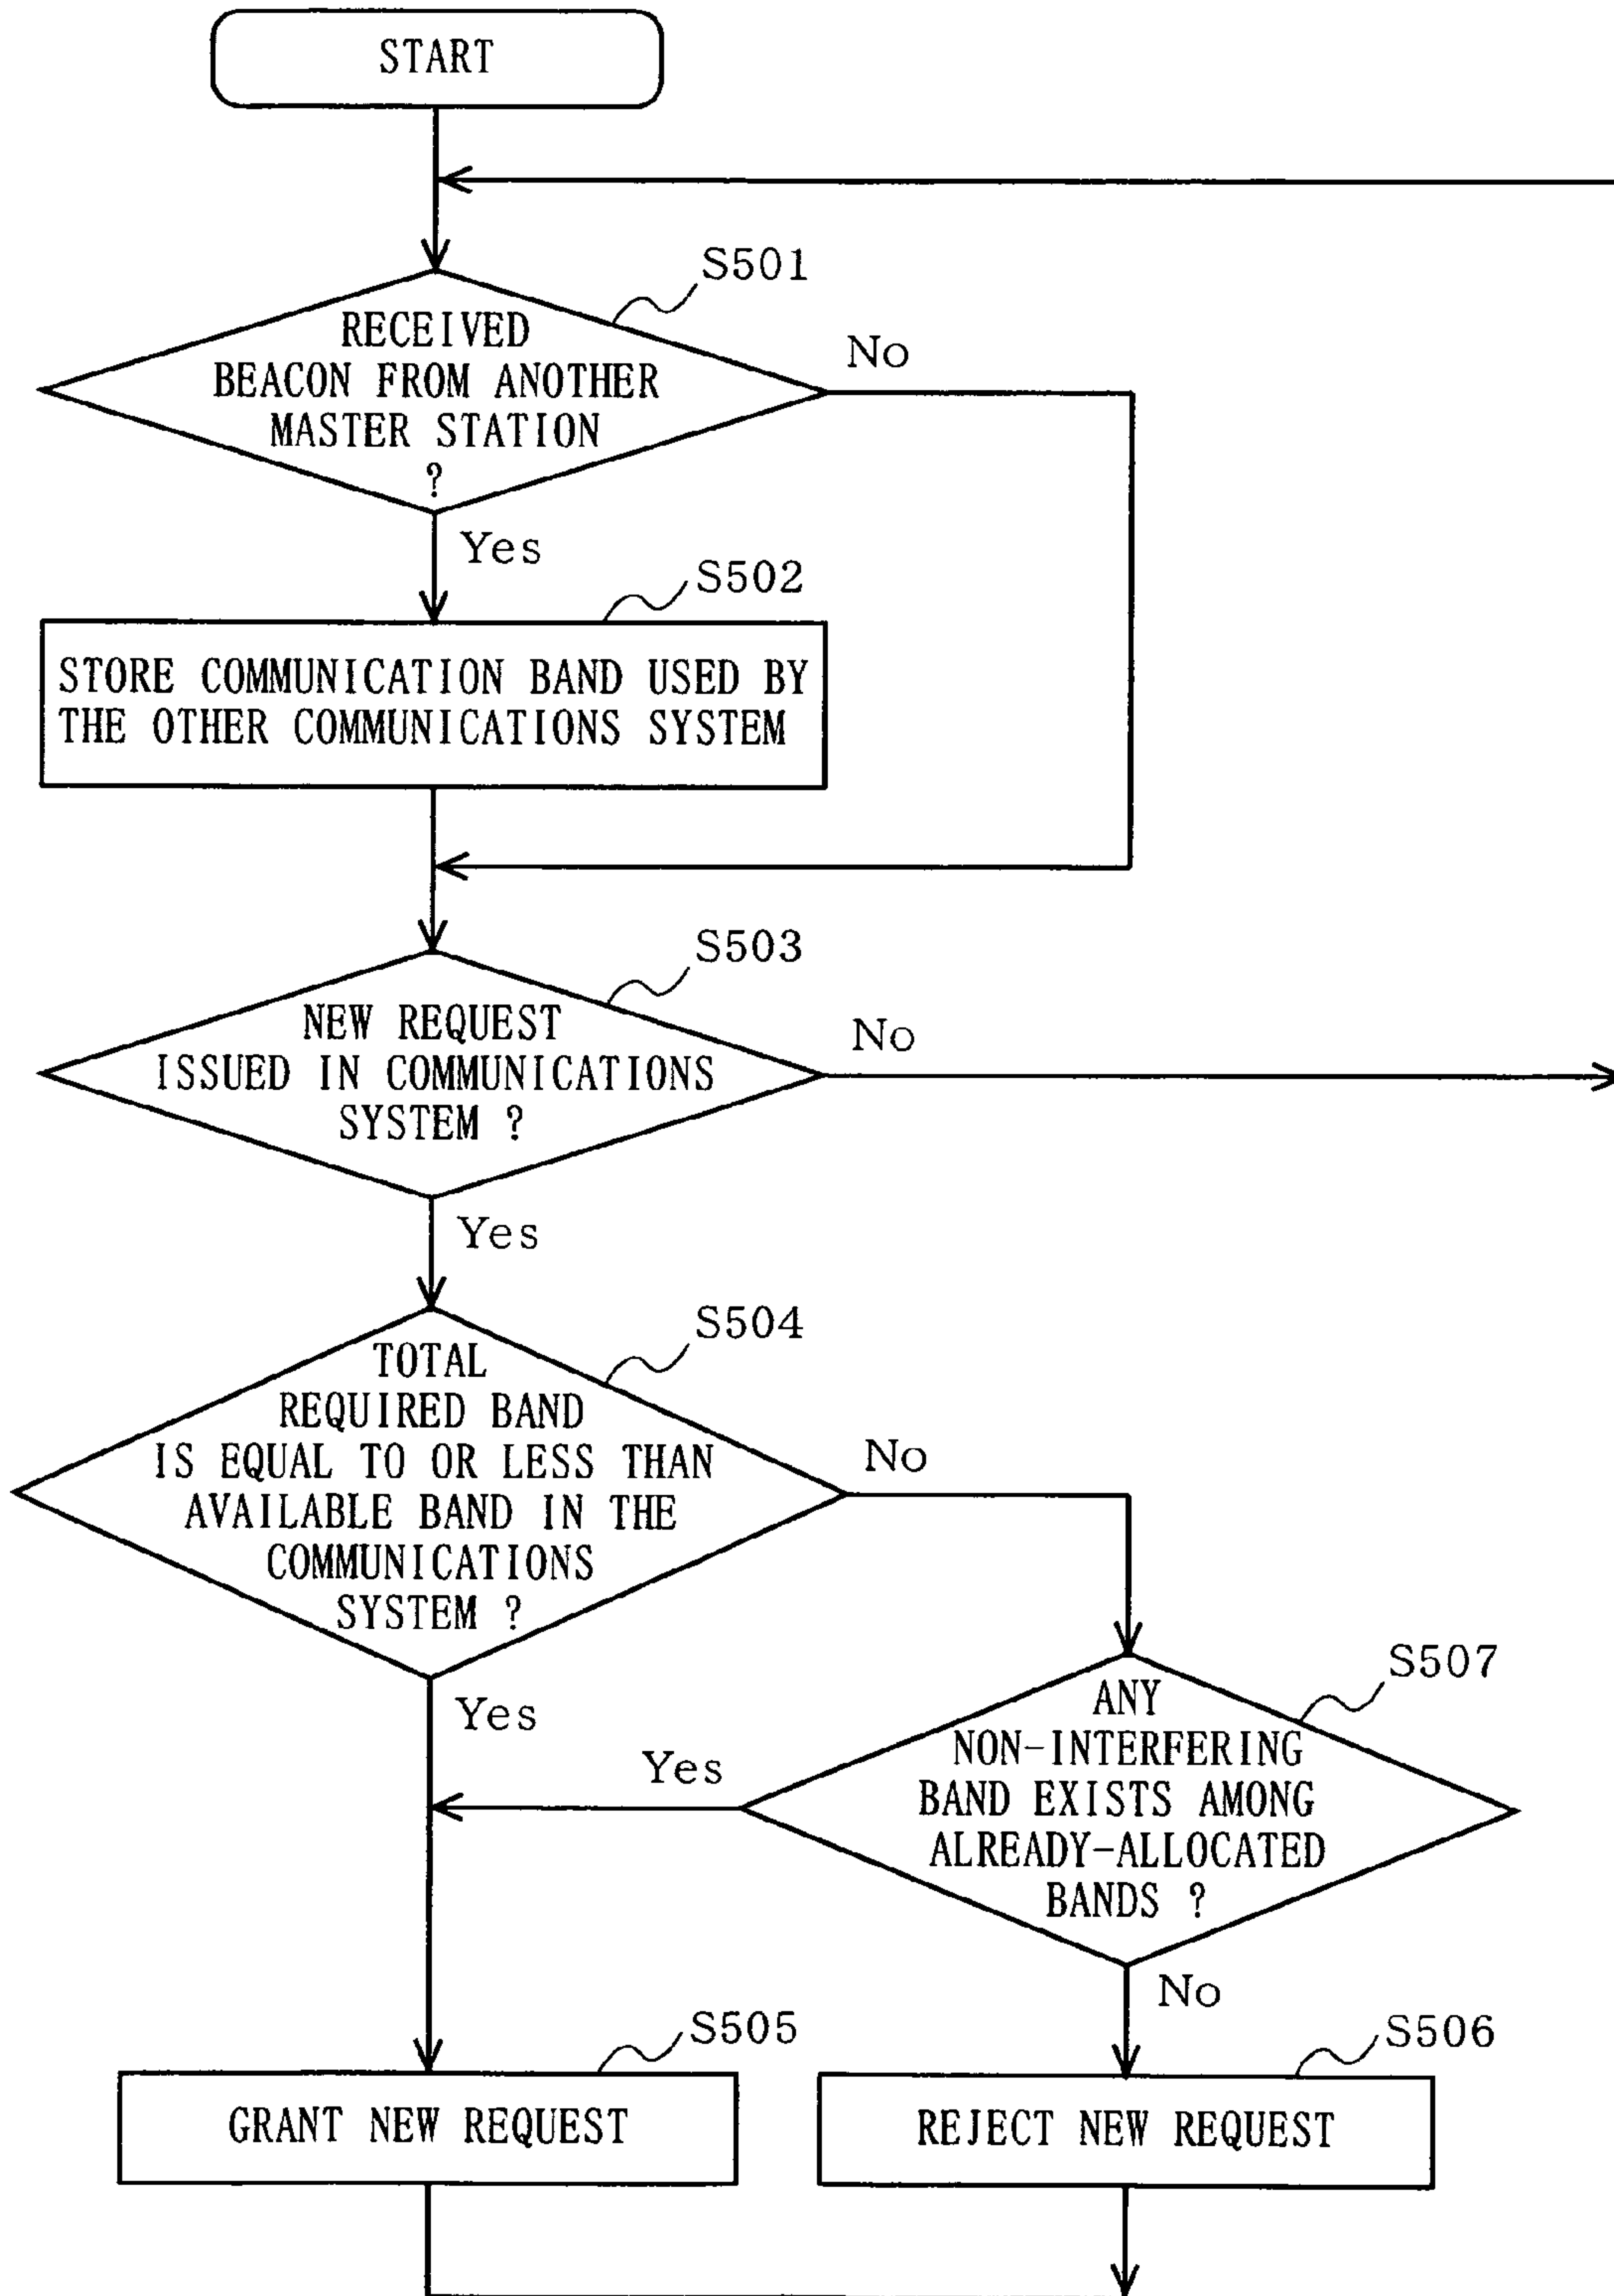 START
S501
RECEIVED
BEACON FROM ANOTHER
MASTER STATION
?
No
Yes
S502
STORE COMMUNICATION BAND USED BY
THE OTHER COMMUNICATIONS SYSTEM
S503
NEW REQUEST
ISSUED IN COMMUNICATIONS
SYSTEM ?
No
Yes
S504
TOTAL
REQUIRED BAND
IS EQUAL TO OR LESS THAN
AVAILABLE BAND IN THE
COMMUNICATIONS
SYSTEM ?
No
Yes
S507
ANY
NON-INTERFERING
BAND EXISTS AMONG
ALREADY-ALLOCATED
BANDS ?
Yes
No
S505
GRANT NEW REQUEST
S506
REJECT NEW REQUEST